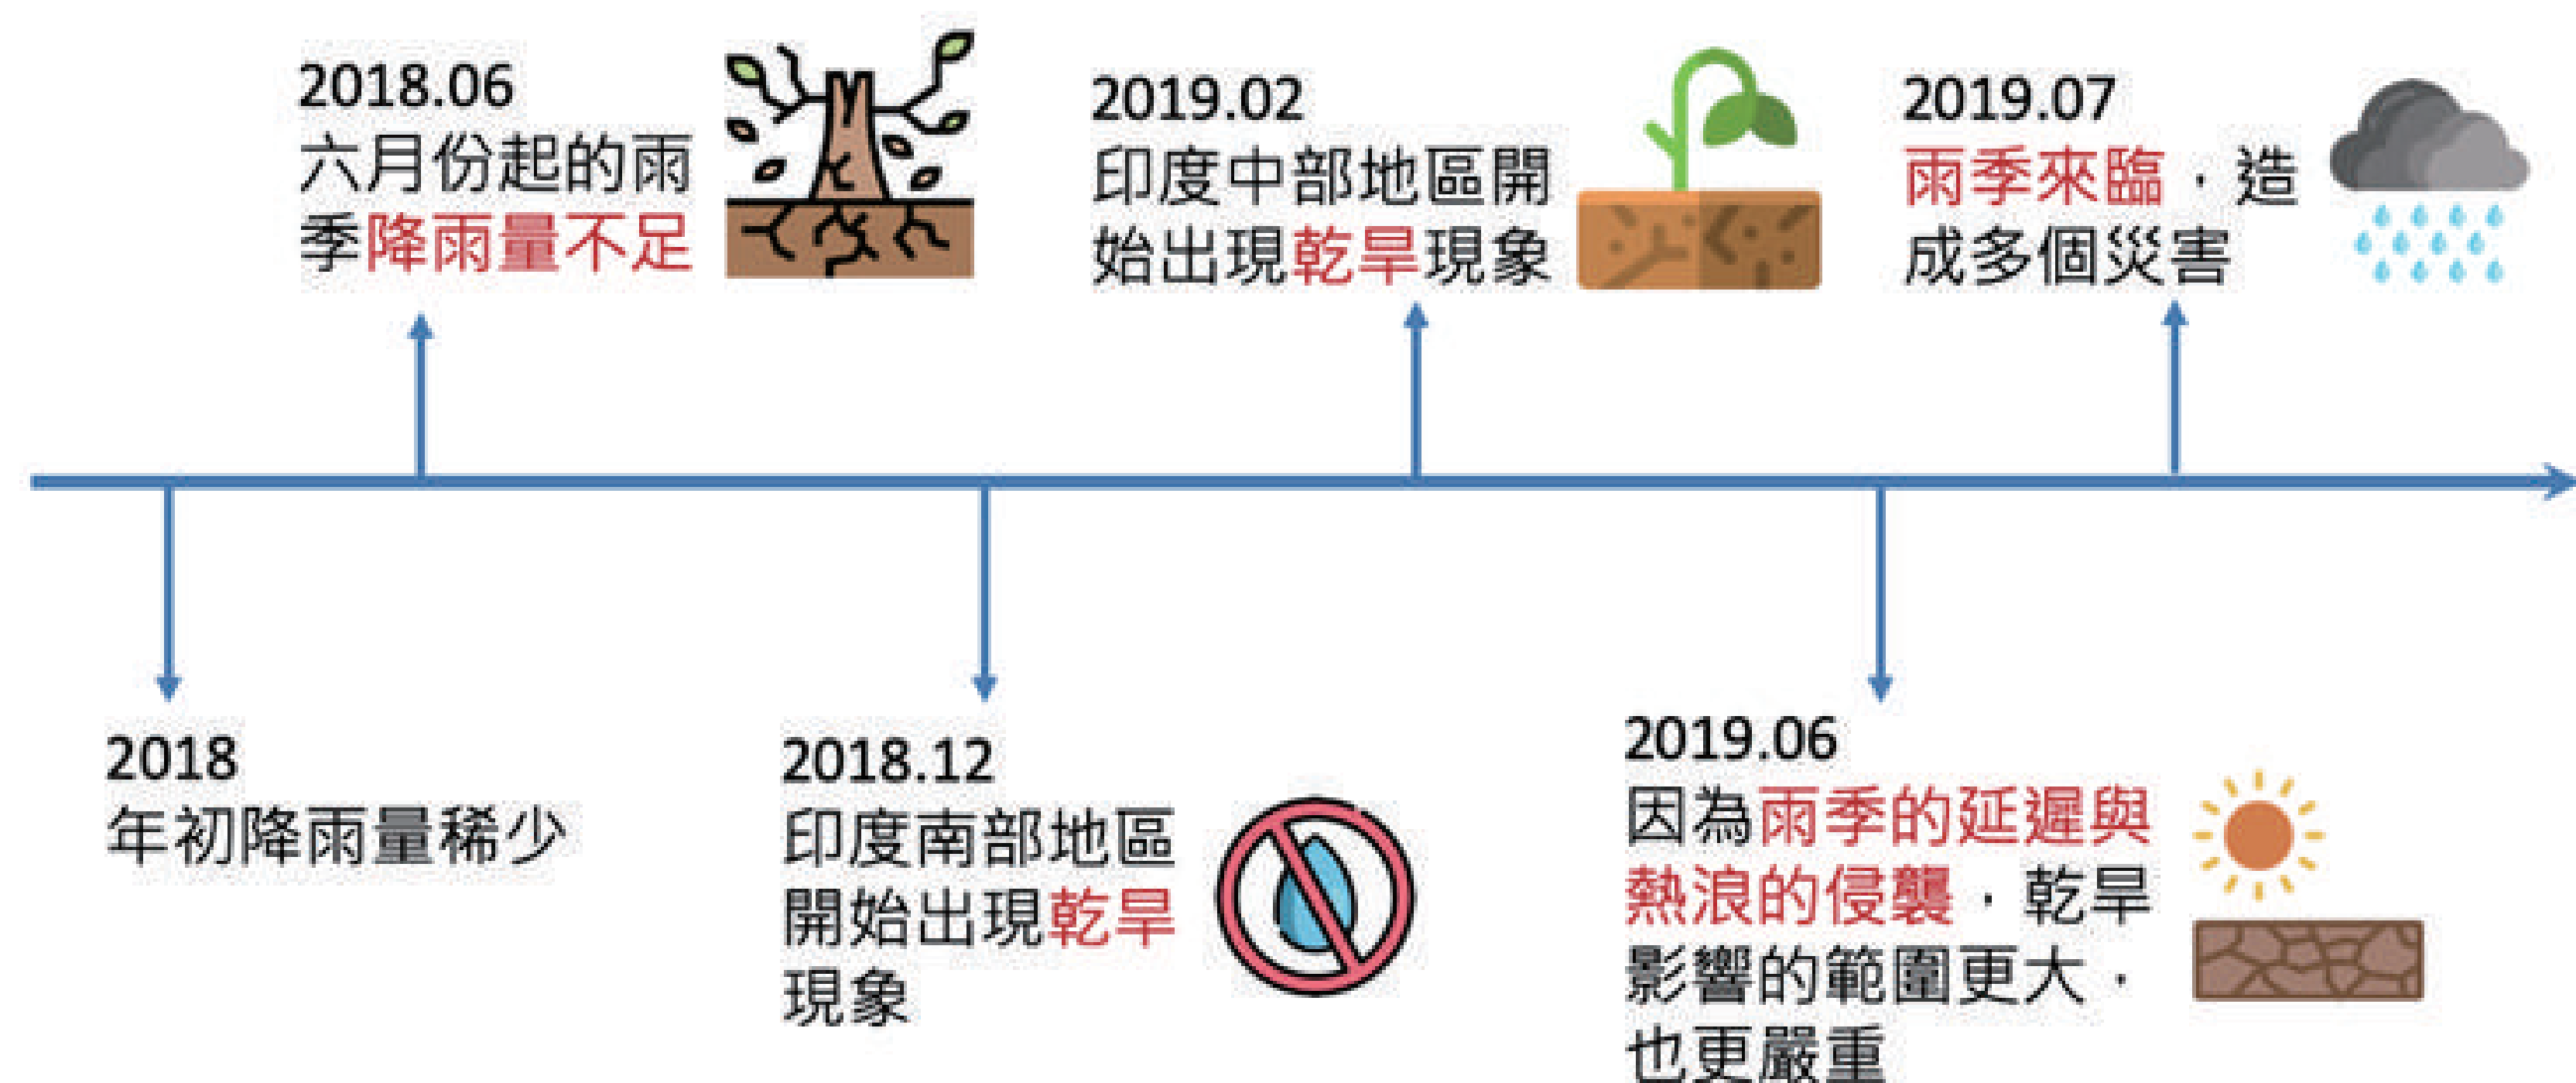 2018.06
六月份起的雨
季降雨量不足
2019.02
印度中部地區開
始出現乾旱現象
2019.07
雨季來臨，造
成多個災害
2018
年初降雨量稀少
2018.12
印度南部地區
開始出現乾旱
現象
2019.06
因為雨季的延遲與
熱浪的侵襲，乾旱
影響的範圍更大，
也更嚴重